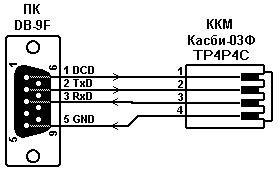 ПК
DB-9F
ККМ
Касби-03Ф
TP4P4C
1
6
5
9
1 DCD
2 TxD
3 RxD
5 GND
1
2
3
4